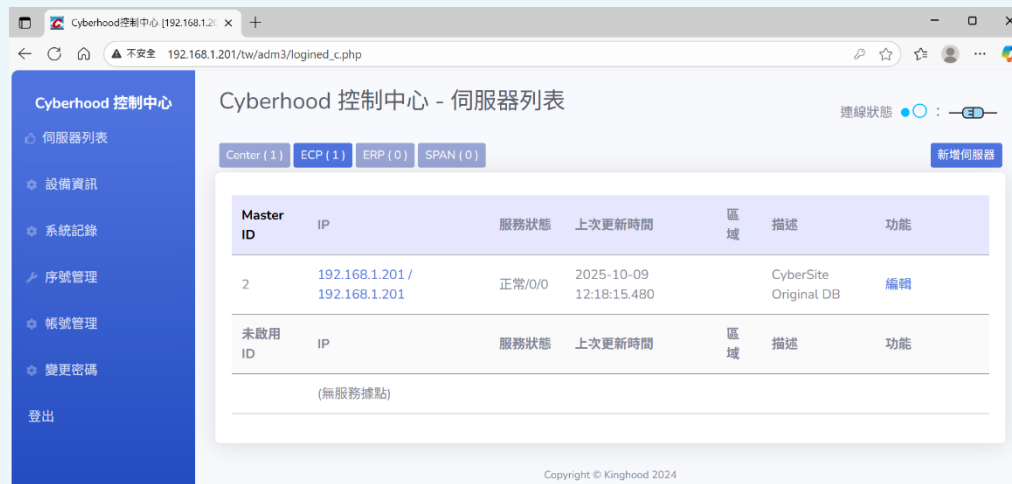 Cyberhood控制中心 [192.168.1.20
不安全 192.168.1.201/tw/adm3/logined_c.php
Cyberhood 控制中心
伺服器列表
設備資訊
系統記錄
序號管理
帳號管理
變更密碼
登出
Cyberhood 控制中心 - 伺服器列表
連線狀態 :
Center ( 1 ) ECP ( 1 ) ERP ( 0 ) SPAN ( 0 ) 新增伺服器
Master ID IP 服務狀態 上次更新時間 區域 描述 功能
2 192.168.1.201 / 192.168.1.201 正常/0/0 2025-10-09 12:18:15.480 CyberSite Original DB 編輯
未啟用 ID IP 服務狀態 上次更新時間 區域 描述 功能
(無服務據點)
Copyright © Kinghood 2024